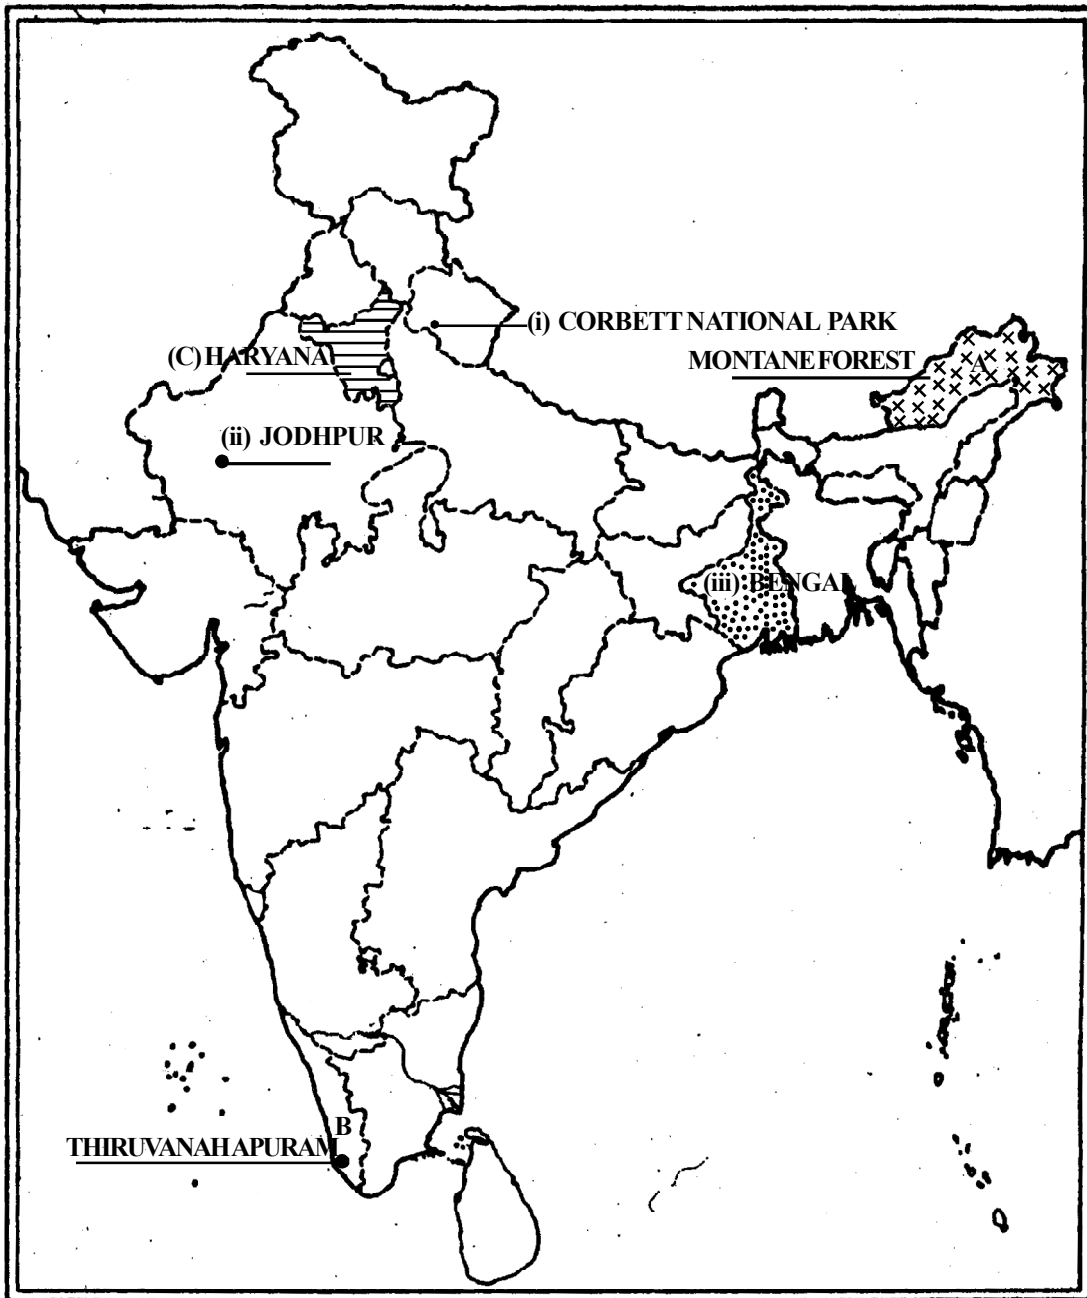 (i) CORBETT NATIONAL PARK
MONTANE FOREST
A
(C) HARYANA
(ii) JODHPUR
(iii) BENGAL
B
THIRUVANAHAPURAM